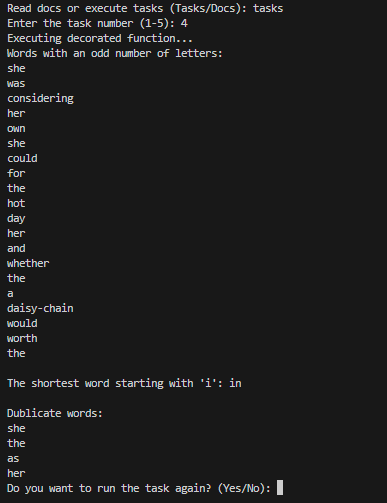 Read docs or execute tasks (Tasks/Docs): tasks
Enter the task number (1-5): 4
Executing decorated function...
Words with an odd number of letters:
she
was
considering
her
own
she
could
for
the
hot
day
her
and
whether
the
a
daisy-chain
would
worth
the

The shortest word starting with 'i': in

Dublicate words:
she
the
as
her
Do you want to run the task again? (Yes/No):